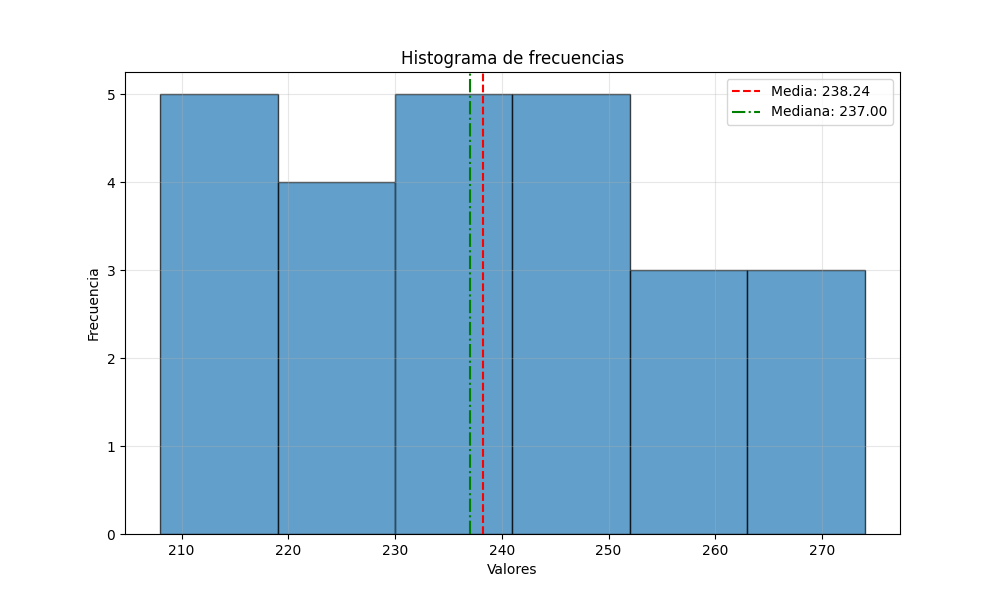 Histograma de frecuencias
Media: 238.24
Mediana: 237.00
Frecuencia
5
4
3
2
1
0
210 220 230 240 250 260 270
Valores